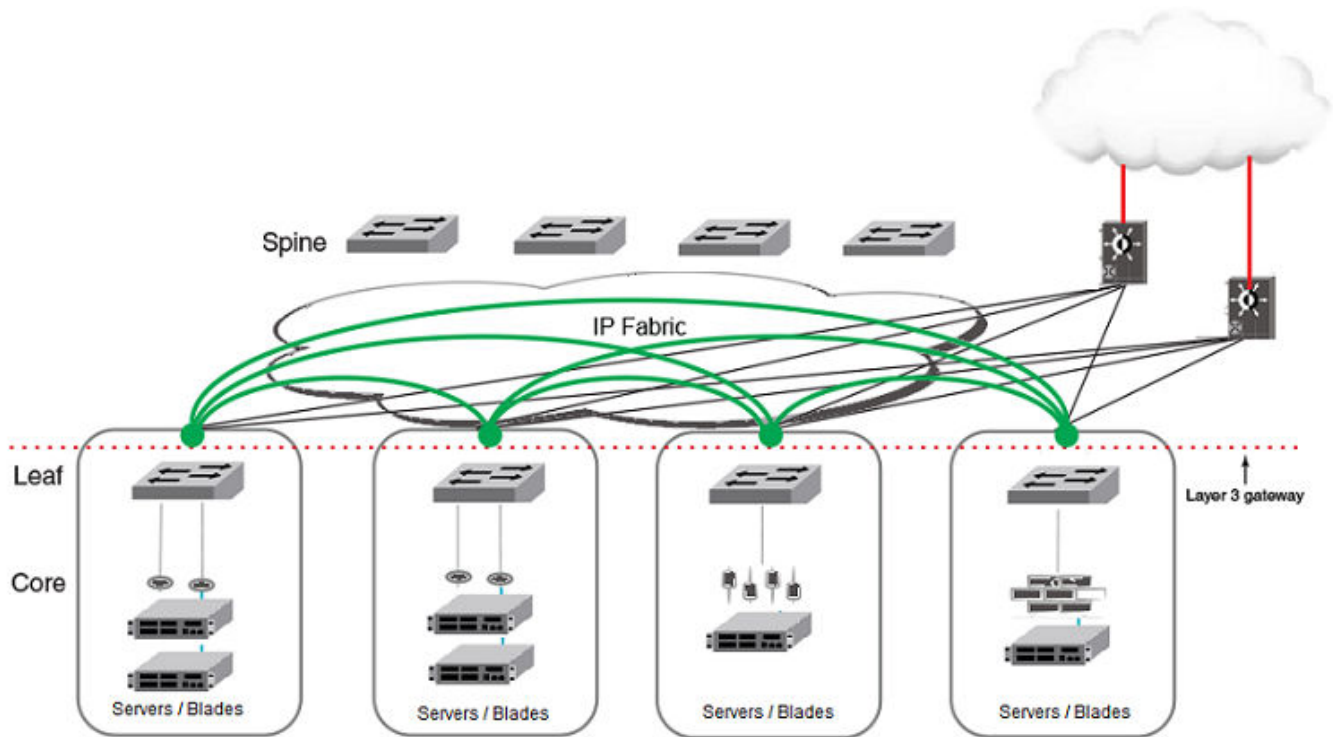 Spine
IP Fabric
Leaf
Layer 3 gateway
Core
Servers / Blades
Servers / Blades
Servers / Blades
Servers / Blades